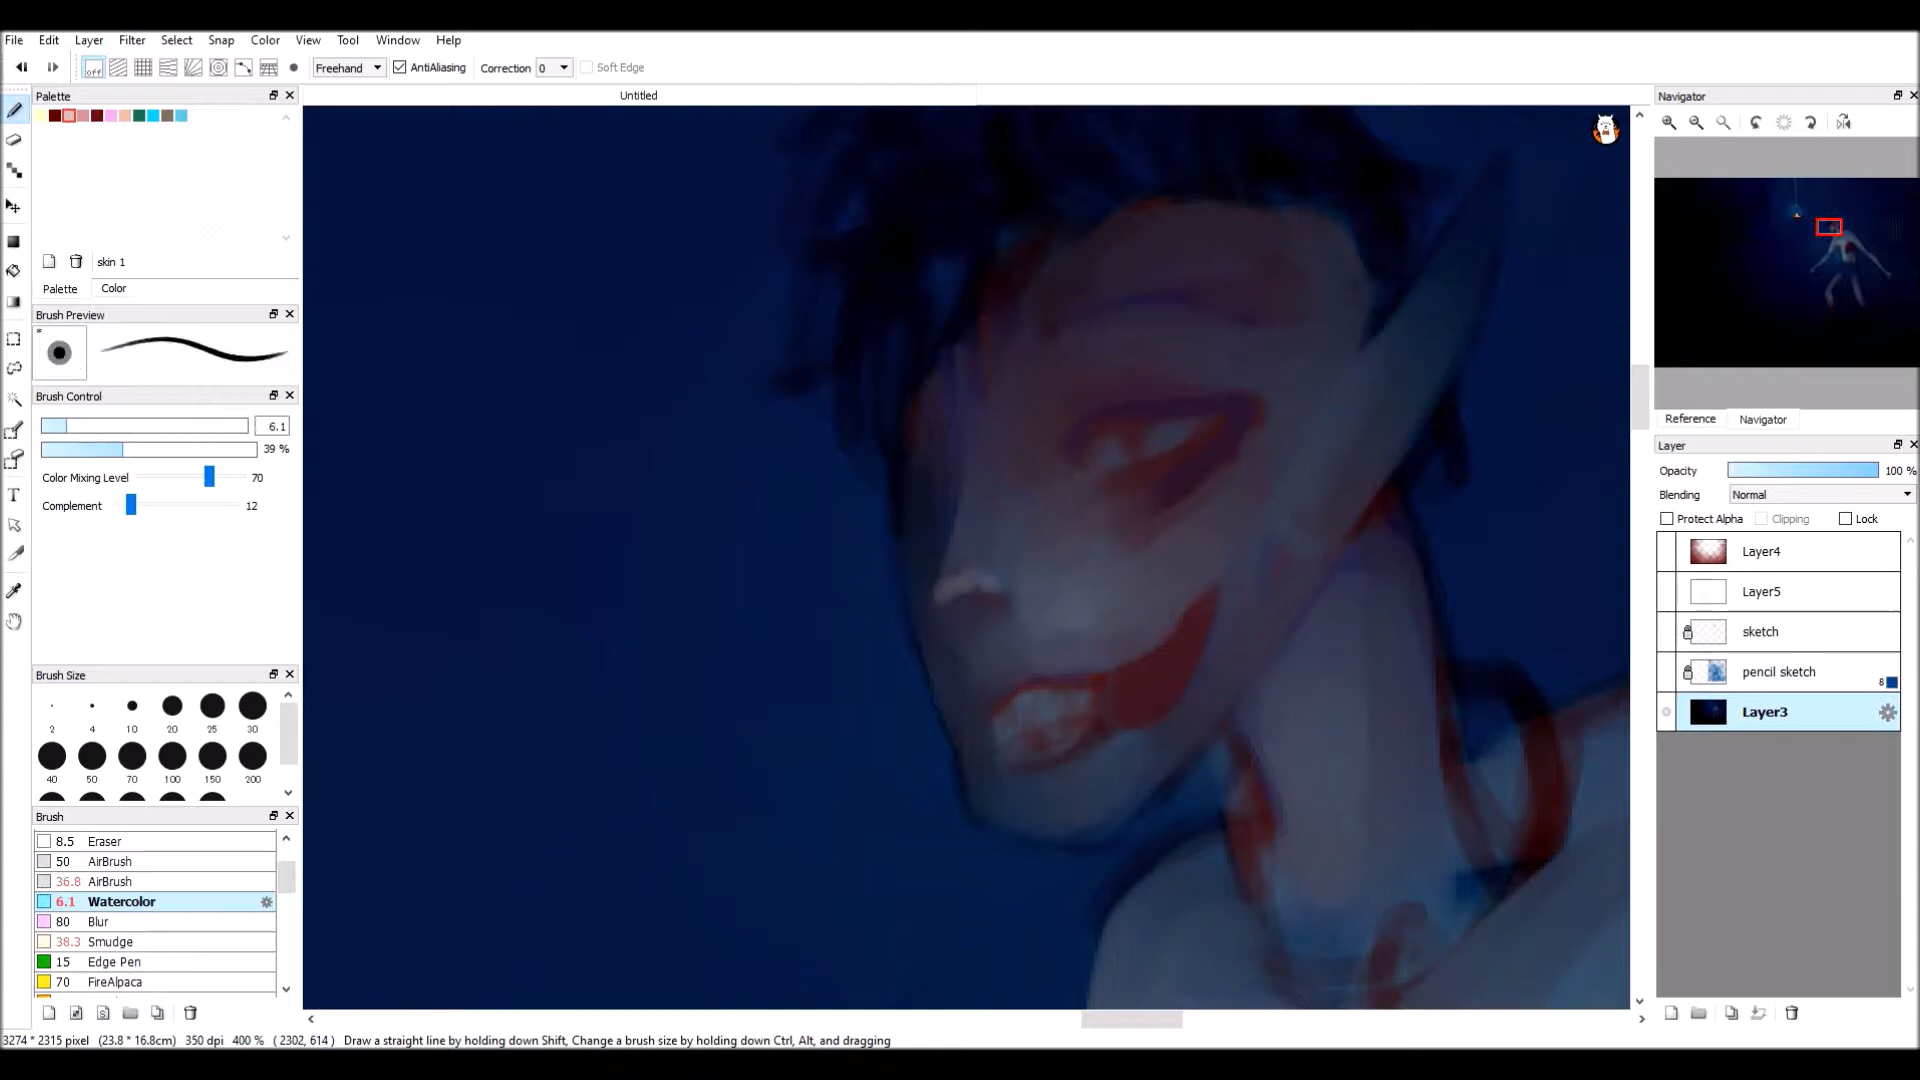 File Edit Layer Filter Select Snap Color View Tool Window Help
off Freehand AntiAliasing Correction 0 Soft Edge
Palette
Untitled
Navigator
skin 1
Palette Color
Brush Preview
*
Brush Control
6.1
39 %
Color Mixing Level 70
Complement 12
Reference Navigator
Layer
Opacity 100 %
Blending Normal
Protect Alpha Clipping Lock
Layer4
Layer5
sketch
pencil sketch
8
Layer3
Brush Size
2 4 10 20 25 30
40 50 70 100 150 200
Brush
8.5 Eraser
50 AirBrush
36.8 AirBrush
6.1 Watercolor
80 Blur
38.3 Smudge
15 Edge Pen
70 FireAlpaca
3274 * 2315 pixel (23.8 * 16.8cm) 350 dpi 400 % ( 2302, 614 ) Draw a straight line by holding down Shift, Change a brush size by holding down Ctrl, Alt, and dragging